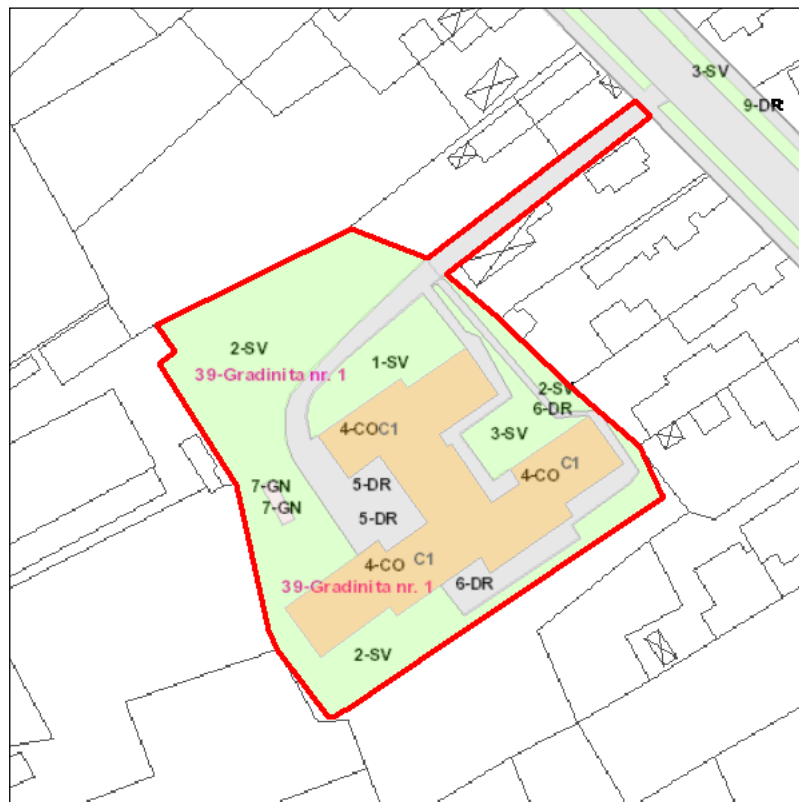 3-SV
9-DR
2-SV
1-SV
39-Gradinita nr. 1
2-SV
6-DR
4-COC1
3-SV
C1
4-CO
7-GN
5-DR
7-GN
5-DR
C1
4-CO
6-DR
39-Gradinita nr. 1
2-SV